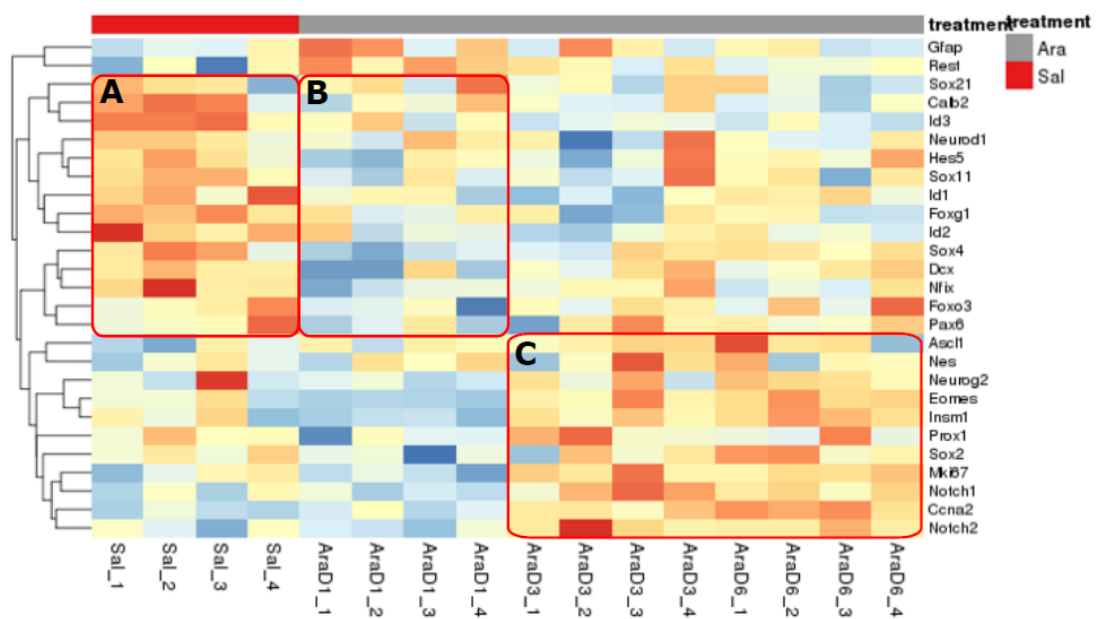 treatment treatment
Ara
Sal
A
B
C
Gfap
Rest
Sox21
Calb2
Id3
Neurod1
Hes5
Sox11
Id1
Foxg1
Id2
Sox4
Dcx
Nfix
Foxo3
Pax6
Ascl1
Nes
Neurog2
Eomes
Insm1
Prox1
Sox2
Mki67
Notch1
Ccna2
Notch2
Sal_1
Sal_2
Sal_3
Sal_4
AraD1_1
AraD1_2
AraD1_3
AraD1_4
AraD3_1
AraD3_2
AraD3_3
AraD3_4
AraD6_1
AraD6_2
AraD6_3
AraD6_4